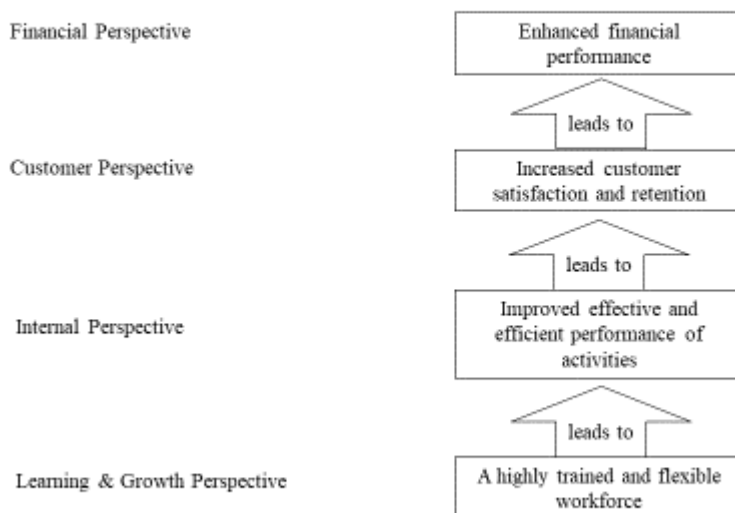 Financial Perspective
Enhanced financial
performance
leads to
Customer Perspective
Increased customer
satisfaction and retention
leads to
Internal Perspective
Improved effective and
efficient performance of
activities
leads to
Learning & Growth Perspective
A highly trained and flexible
workforce